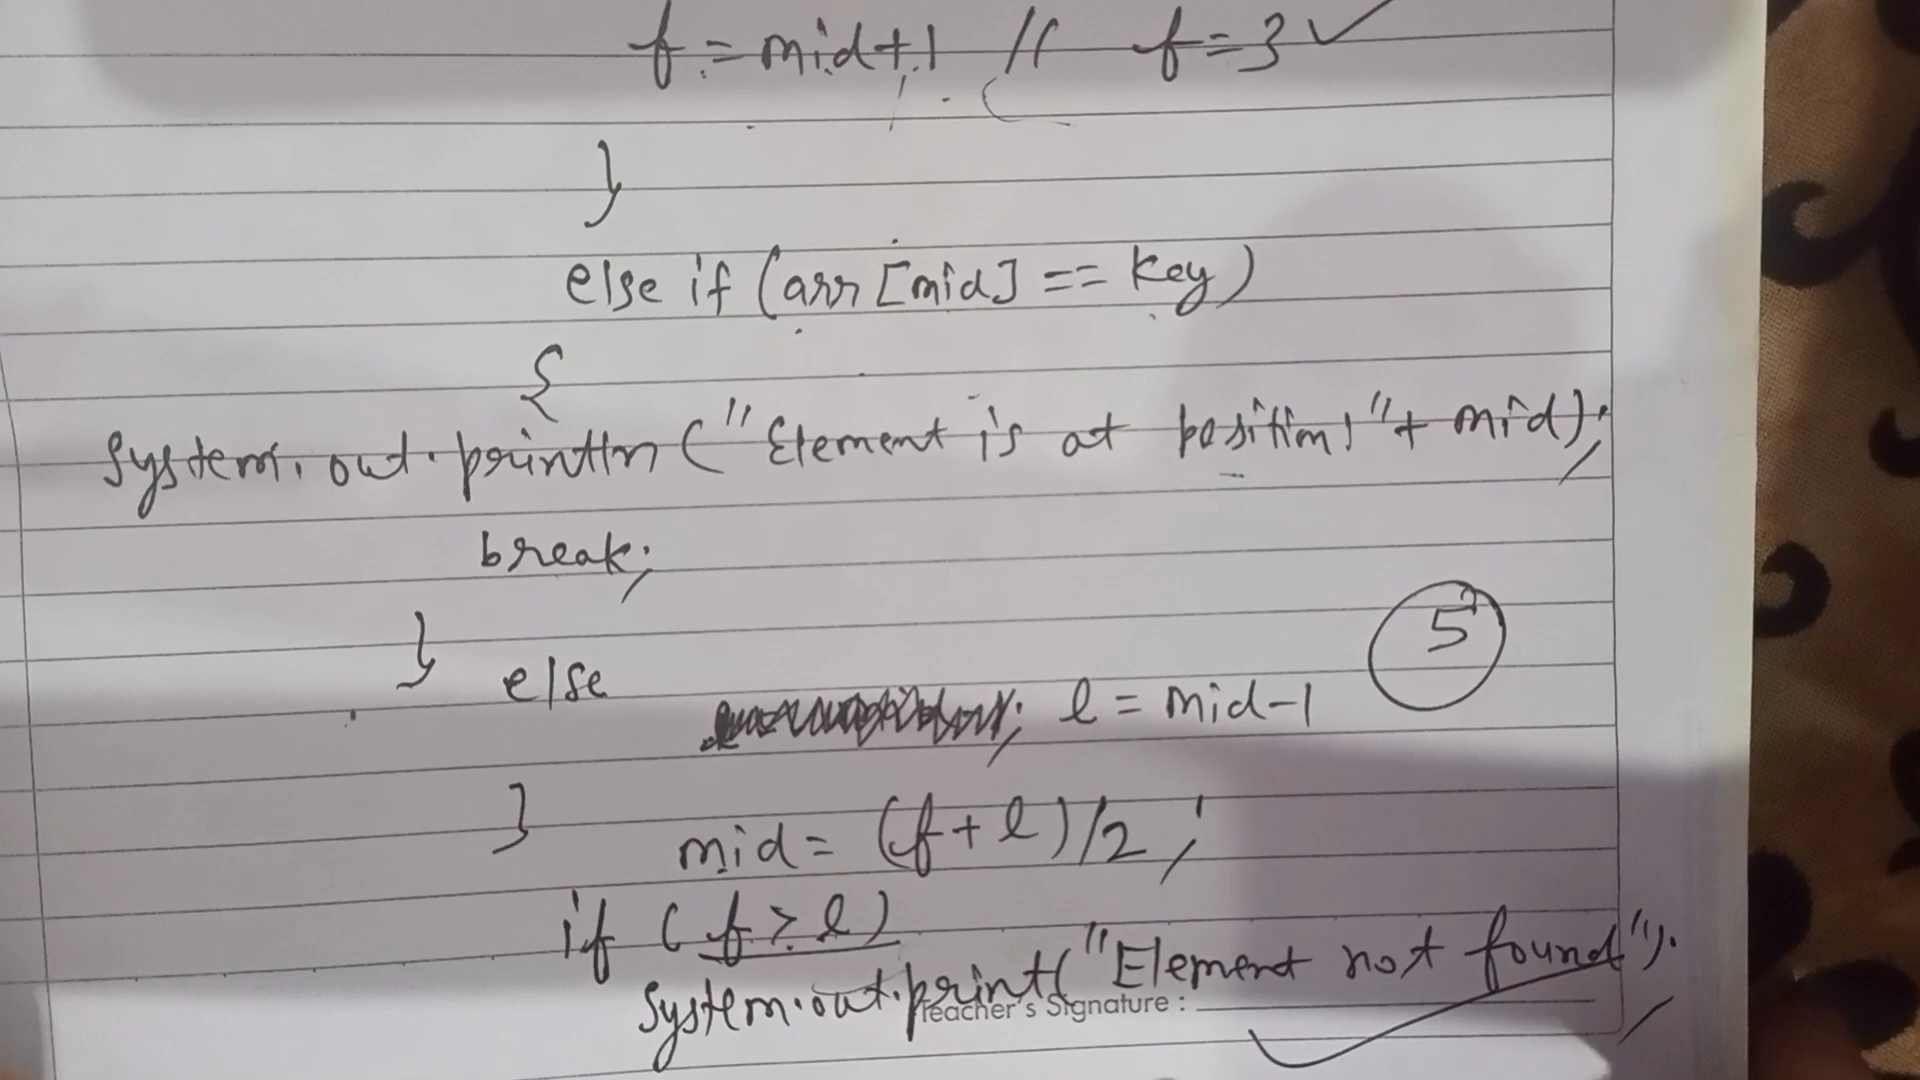 f = mid+1 // f=3 ✓
}
else if (arr[mid] == key)
{
System.out.println("Element is at position!"+ mid);
break;
5
} else
l = mid-1
}
mid = (f+l)/2;
if (f > l)
System.out.print("Element not found");
Teacher's Signature :